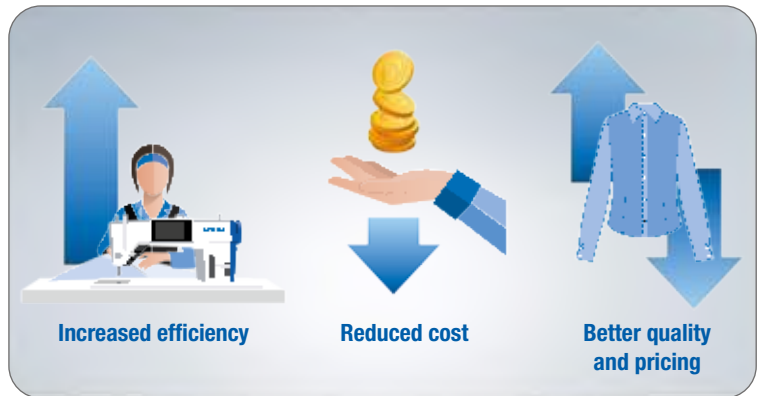 Increased efficiency
Reduced cost
Better quality
and pricing